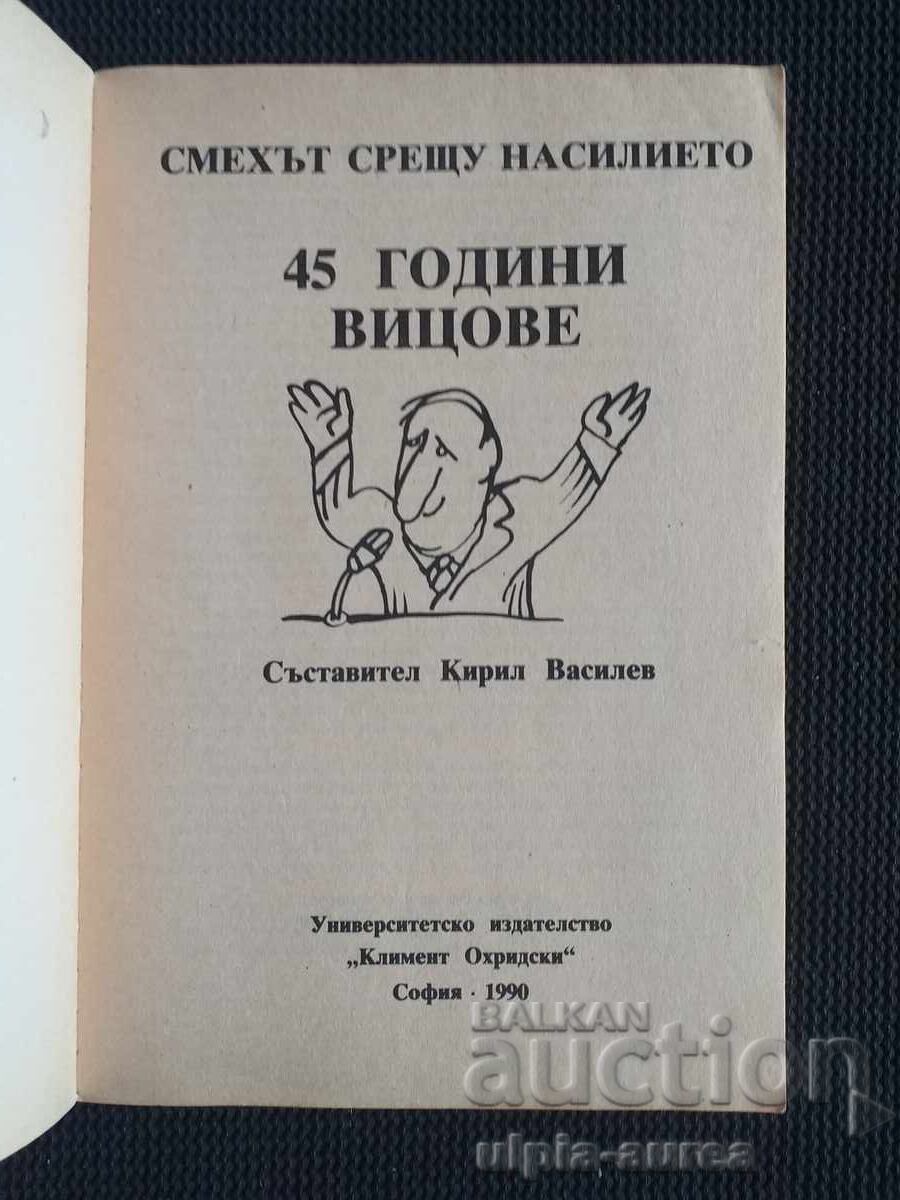 СМЕХЪТ СРЕЩУ НАСИЛИЕТО
45 ГОДИНИ
ВИЦОВЕ
Съставител Кирил Василев
Университетско издателство
„Климент Охридски“
София · 1990
BALKAN
auction
ulpia-aurea